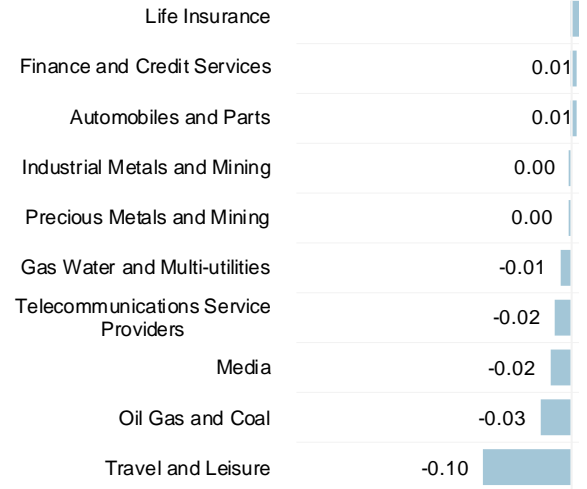 Life Insurance
Finance and Credit Services 0.01
Automobiles and Parts 0.01
Industrial Metals and Mining 0.00
Precious Metals and Mining 0.00
Gas Water and Multi-utilities -0.01
Telecommunications Service
Providers -0.02
Media -0.02
Oil Gas and Coal -0.03
Travel and Leisure -0.10